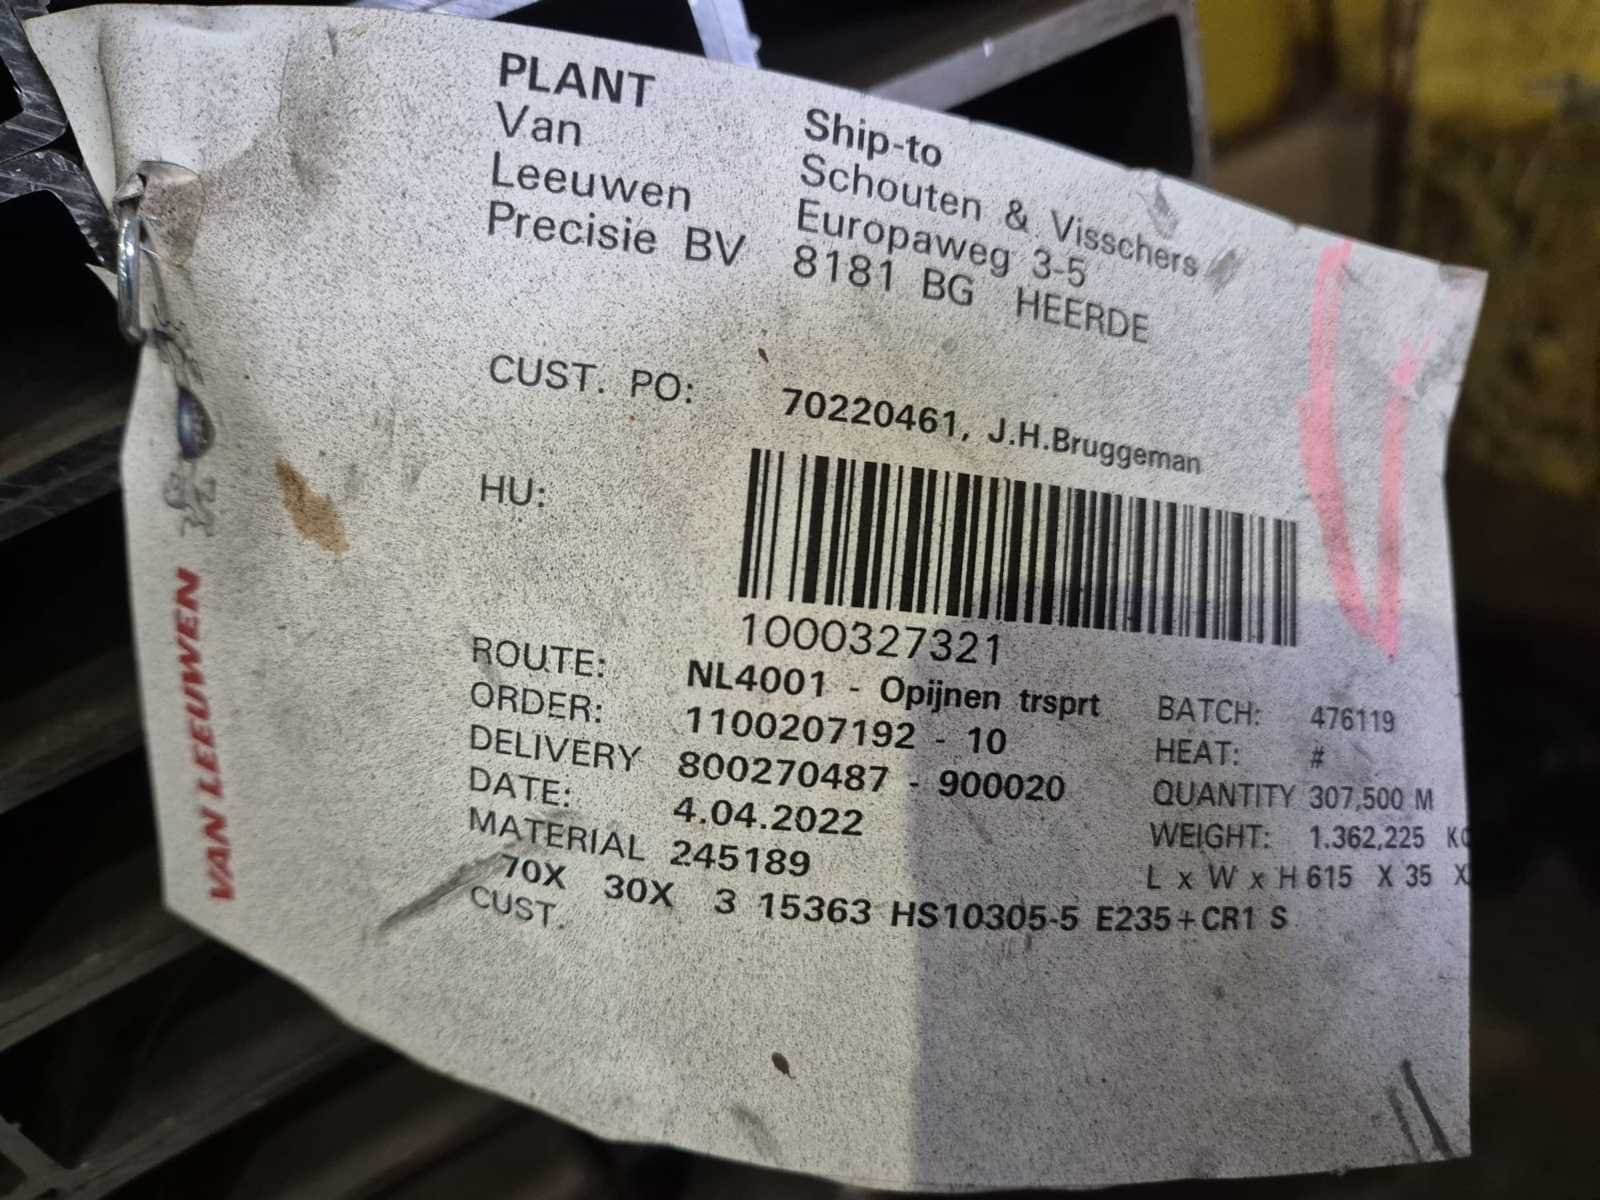 PLANT
Van
Leeuwen
Precisie BV
Ship-to
Schouten & Visschers
Europaweg 3-5
8181 BG HEERDE
CUST. PO: 70220461, J.H.Bruggeman
HU:
1000327321
ROUTE: NL4001 - Opijnen trsprt
ORDER: 1100207192 - 10
DELIVERY 800270487 - 900020
DATE: 4.04.2022
MATERIAL 245189
70X 30X 3 15363 HS10305-5 E235+CR1 S
CUST.
BATCH: 476119
HEAT: #
QUANTITY 307,500 M
WEIGHT: 1.362,225 KG
L x W x H 615 X 35 X
VAN LEEUWEN